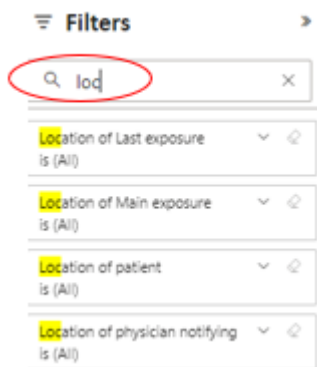 Filters
loc
Location of Last exposure
is (All)
Location of Main exposure
is (All)
Location of patient
is (All)
Location of physician notifying
is (All)